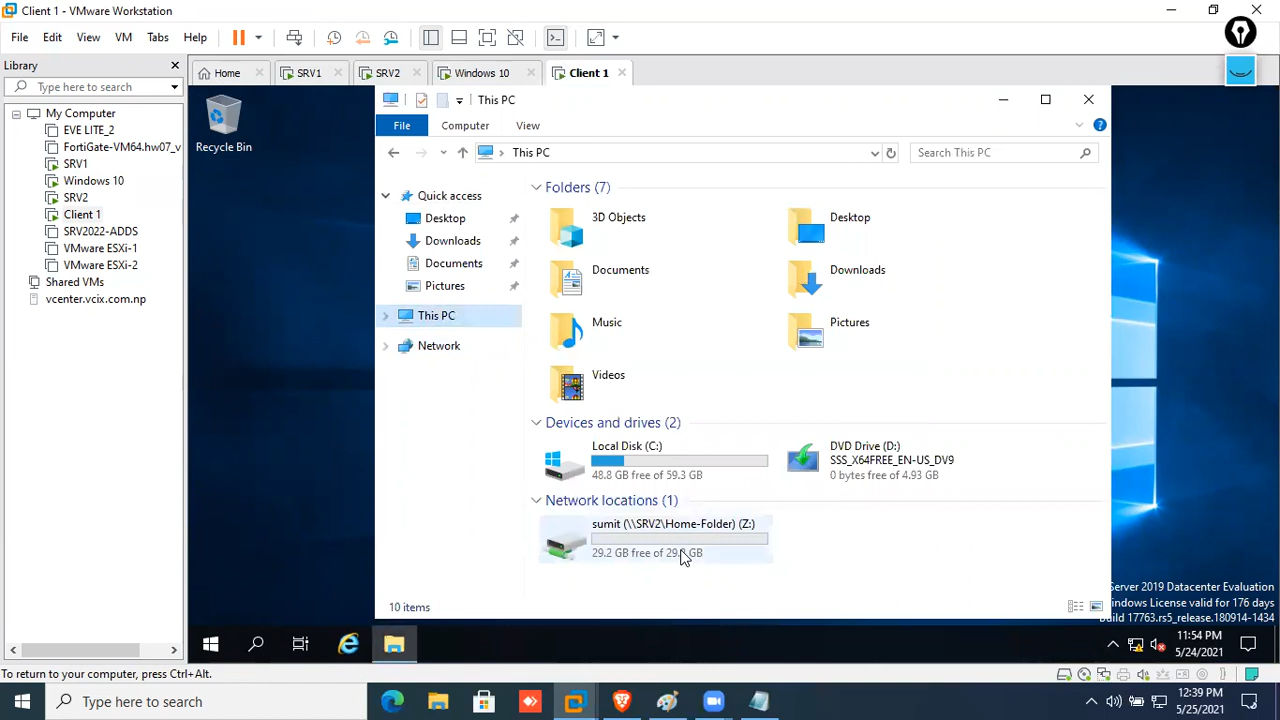 Client 1 - VMware Workstation
File Edit View VM Tabs Help
Library
Type here to search
Home SRV1 SRV2 Windows 10 Client 1
My Computer
EVE LITE_2
FortiGate-VM64.hw07_v
SRV1
Windows 10
SRV2
Client 1
SRV2022-ADDS
VMware ESXi-1
VMware ESXi-2
Shared VMs
vcenter.vcix.com.np
Recycle Bin
This PC
File Computer View
This PC
Search This PC
Quick access
Desktop
Downloads
Documents
Pictures
This PC
Network
Folders (7)
3D Objects
Desktop
Documents
Downloads
Music
Pictures
Videos
Devices and drives (2)
Local Disk (C:)
48.8 GB free of 59.3 GB
DVD Drive (D:)
SSS_X64FREE_EN-US_DV9
0 bytes free of 4.93 GB
Network locations (1)
sumit (\\SRV2\Home-Folder) (Z:)
29.2 GB free of GB
10 items
Server 2019 Datacenter Evaluation
indows License valid for 176 days
build 17763.rs5_release.180914-1434
11:54 PM
5/24/2021
To return to your computer, press Ctrl+Alt.
Type here to search
12:39 PM
5/25/2021